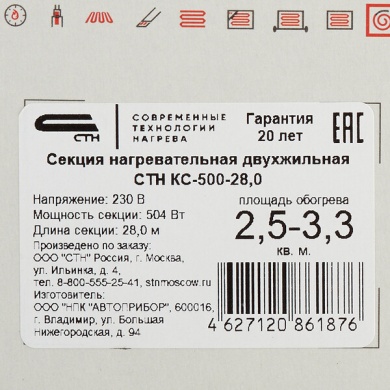 СТН
СОВРЕМЕННЫЕ
ТЕХНОЛОГИИ
НАГРЕВА
Гарантия
20 лет
EAC
Секция нагревательная двухжильная
СТН КС-500-28,0
Напряжение: 230 В
Мощность секции: 504 Вт
Длина секции: 28,0 м
Произведено по заказу:
ООО "СТН" Россия, г. Москва,
ул. Ильинка, д. 4,
тел. 8-800-555-25-41, stnmoscow.ru
Изготовитель:
ООО "НПК "АВТОПРИБОР", 600016,
г. Владимир, ул. Большая
Нижегородская, д. 94
площадь обогрева
2,5-3,3
кв. м.
4 627120 861876